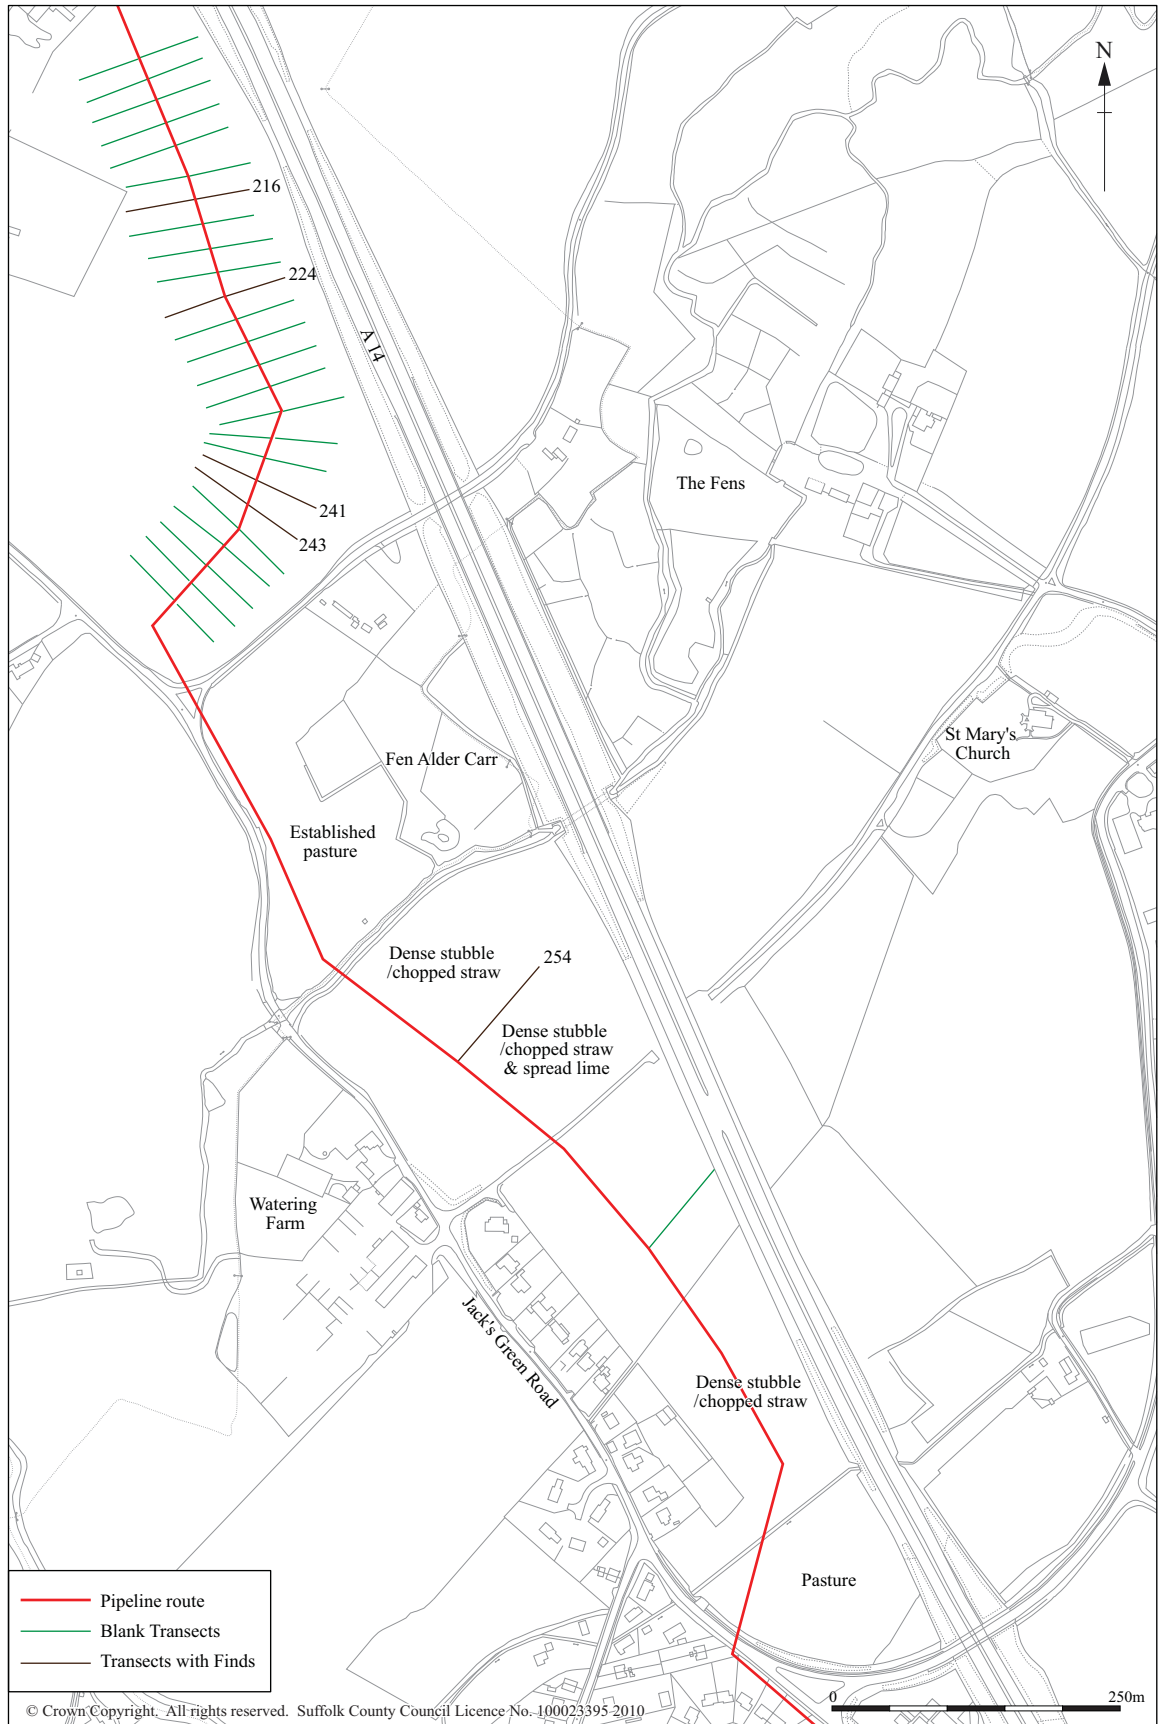 N
216
224
A 14
The Fens
241
243
St Mary's
Church
Fen Alder Carr
Established
pasture
Dense stubble
/chopped straw
254
Dense stubble
/chopped straw
& spread lime
Watering
Farm
Jack's Green Road
Dense stubble
/chopped straw
Pasture
Pipeline route
Blank Transects
Transects with Finds
0
250m
© Crown Copyright. All rights reserved. Suffolk County Council Licence No. 100023395 2010